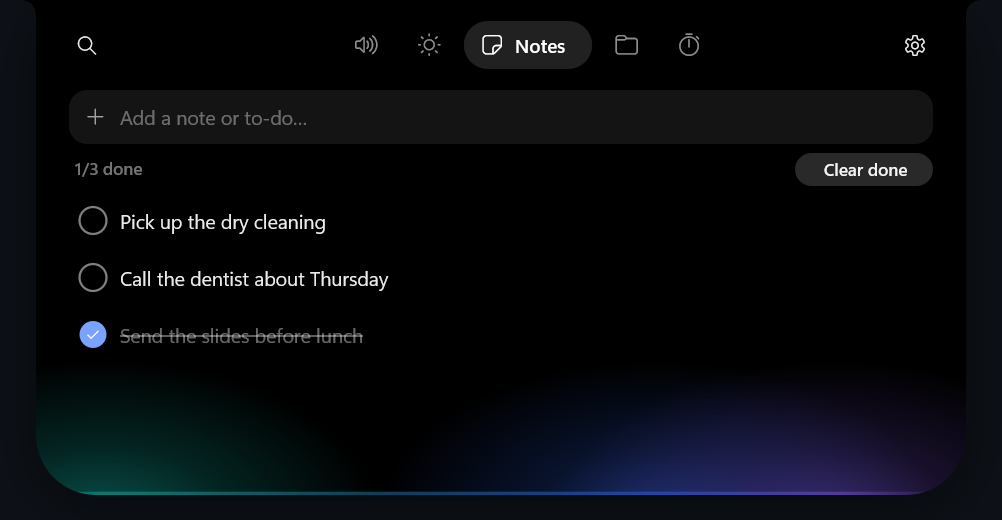 Notes
Add a note or to-do...
1/3 done
Clear done
Pick up the dry cleaning
Call the dentist about Thursday
Send the slides before lunch